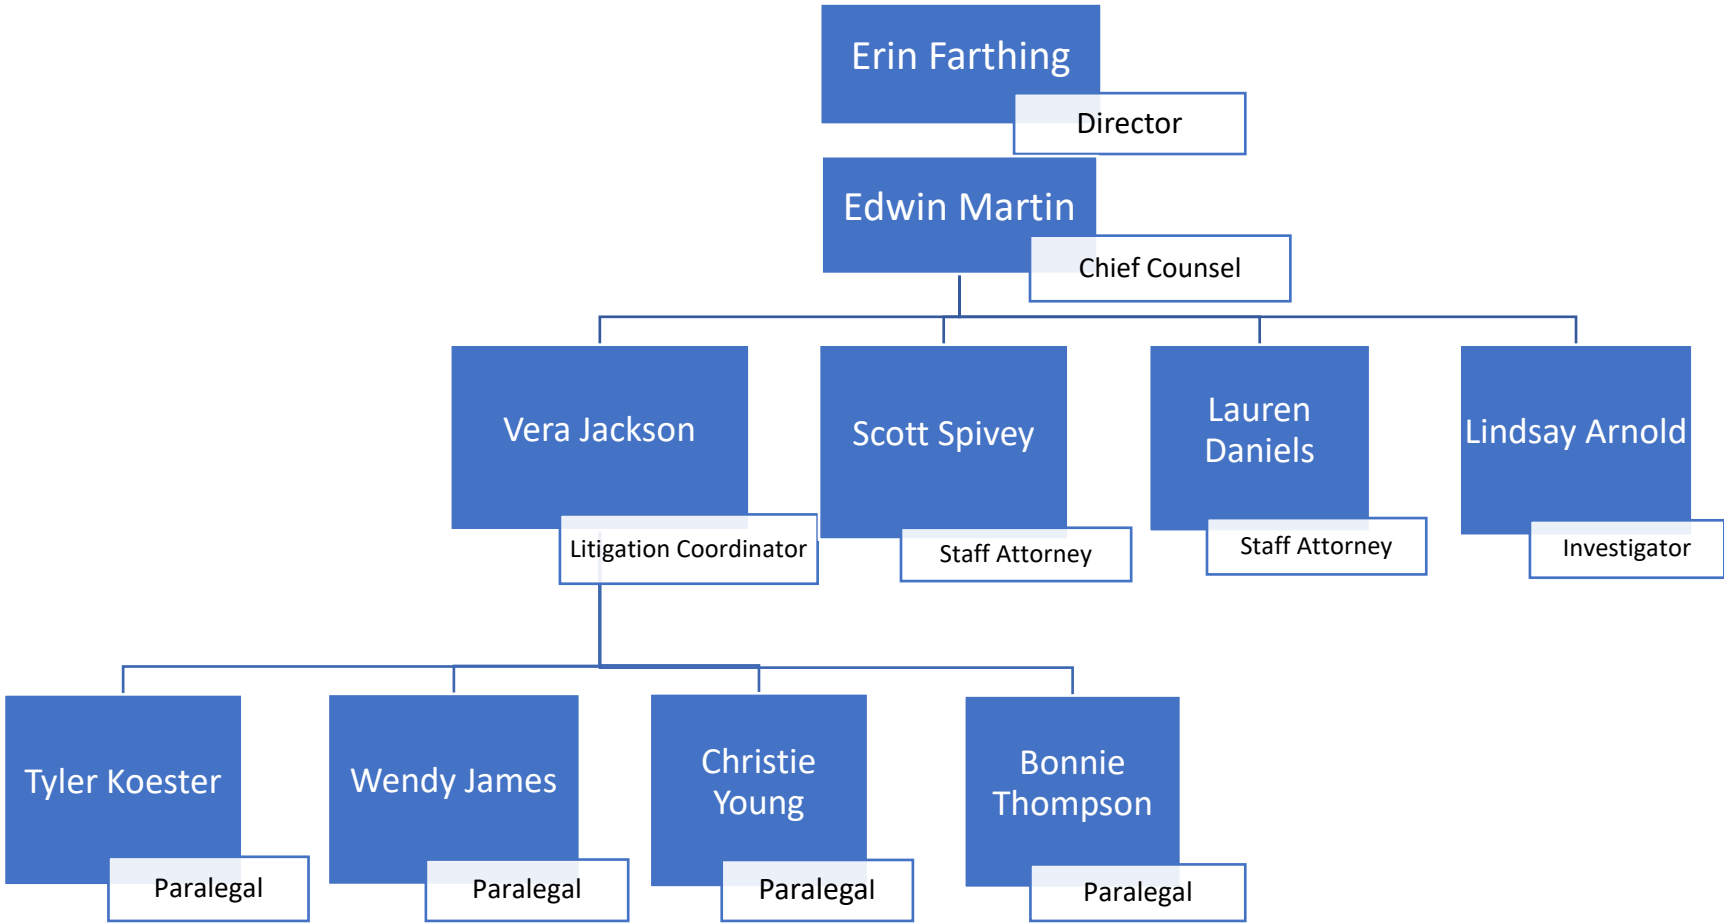 Erin Farthing
Director
Edwin Martin
Chief Counsel
Vera Jackson
Litigation Coordinator
Scott Spivey
Staff Attorney
Lauren
Daniels
Staff Attorney
Lindsay Arnold
Investigator
Tyler Koester
Paralegal
Wendy James
Paralegal
Christie
Young
Paralegal
Bonnie
Thompson
Paralegal